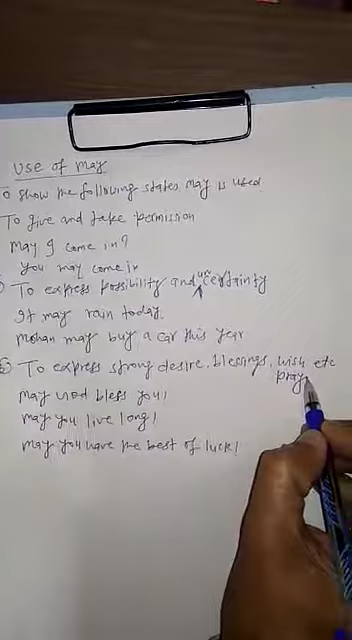 Use of May
To show the following states may is used
To give and take permission
May I come in?
You may come in
To express possibility and uncertainty
It may rain today.
Mohan may buy a car this year
To express strong desire, blessings, wish etc
pray
May God bless you!
May you live long!
May you have the best of luck!